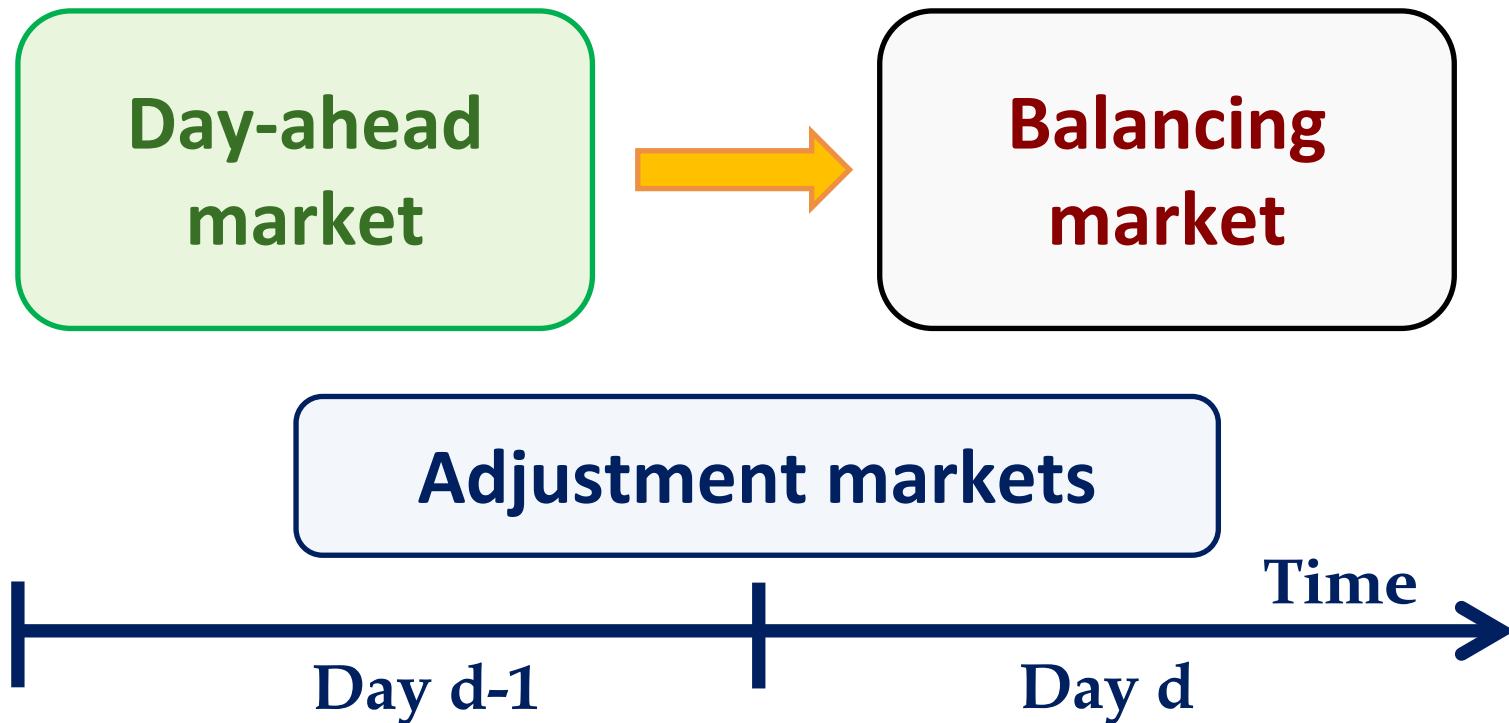 Day-ahead
market
Balancing
market
Adjustment markets
Time
Day d-1
Day d